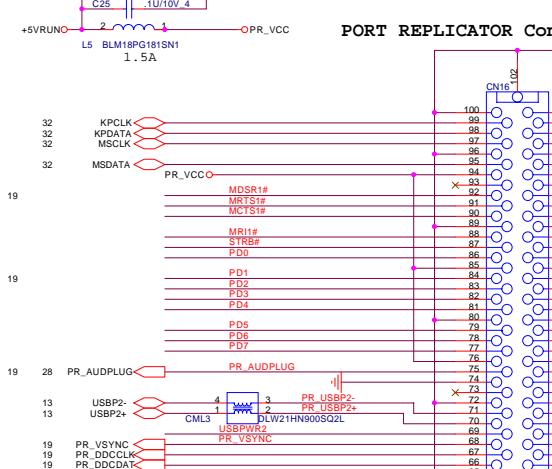 C25 .1U/10V_4
+5VRUN 2 1 PR_VCC
PORT REPLICATOR Con
L5 BLM18PG181SN1
1.5A
102
CN16
100
32 KPCLK 99
32 KPDATA 98
32 MSCLK 97
96
32 MSDATA 95
PR_VCC 94
93
19 MDSR1# 92
MRTS1# 91
MCTS1# 90
89
MRI1# 88
STRB# 87
PD0 86
85
19 PD1 84
PD2 83
PD3 82
PD4 81
80
PD5 79
PD6 78
PD7 77
76
19 28 PR_AUDPLUG PR_AUDPLUG 75
74
73
13 USBP2- 4 3 PR_USBP2- 72
13 USBP2+ 1 2 PR_USBP2+ 71
CML3 DLW21HN900SQ2L 70
USBPWR2 69
19 PR_VSYNC PR_VSYNC 68
19 PR_DDCCLK 67
19 PR_DDCDAT 66